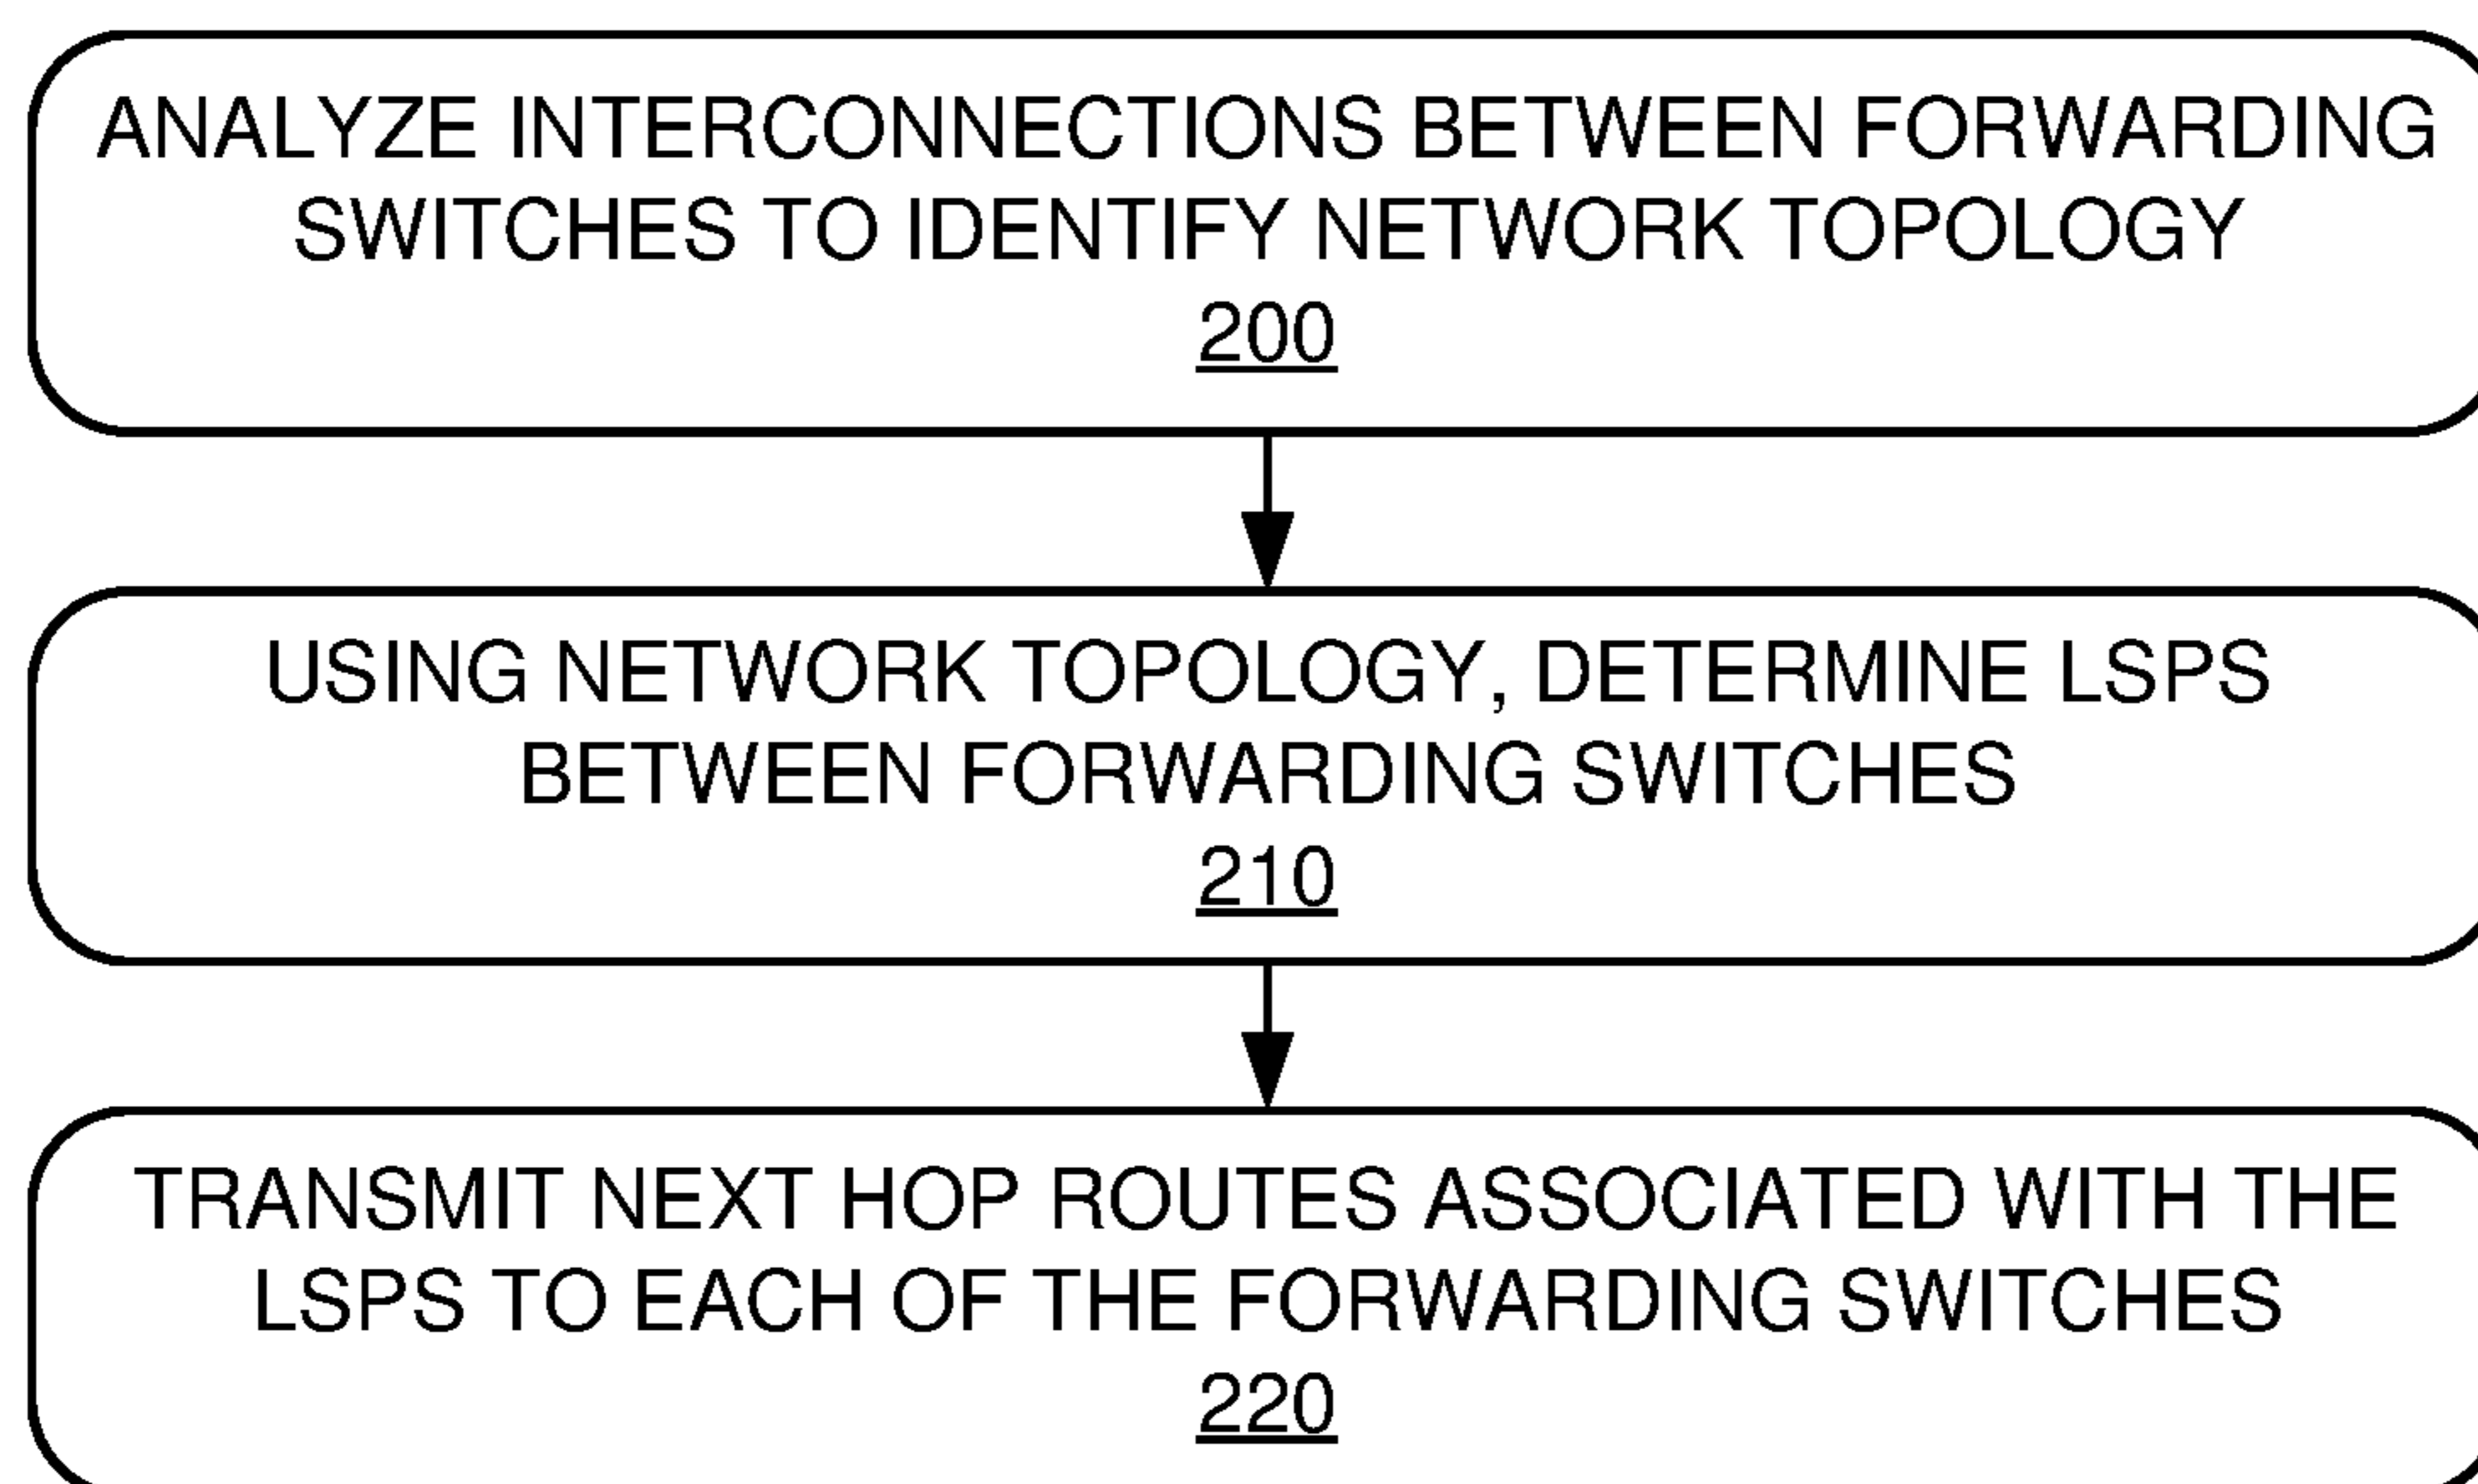 ANALYZE INTERCONNECTIONS BETWEEN FORWARDING
SWITCHES TO IDENTIFY NETWORK TOPOLOGY
200
USING NETWORK TOPOLOGY, DETERMINE LSPS
BETWEEN FORWARDING SWITCHES
210
TRANSMIT NEXT HOP ROUTES ASSOCIATED WITH THE
LSPS TO EACH OF THE FORWARDING SWITCHES
220